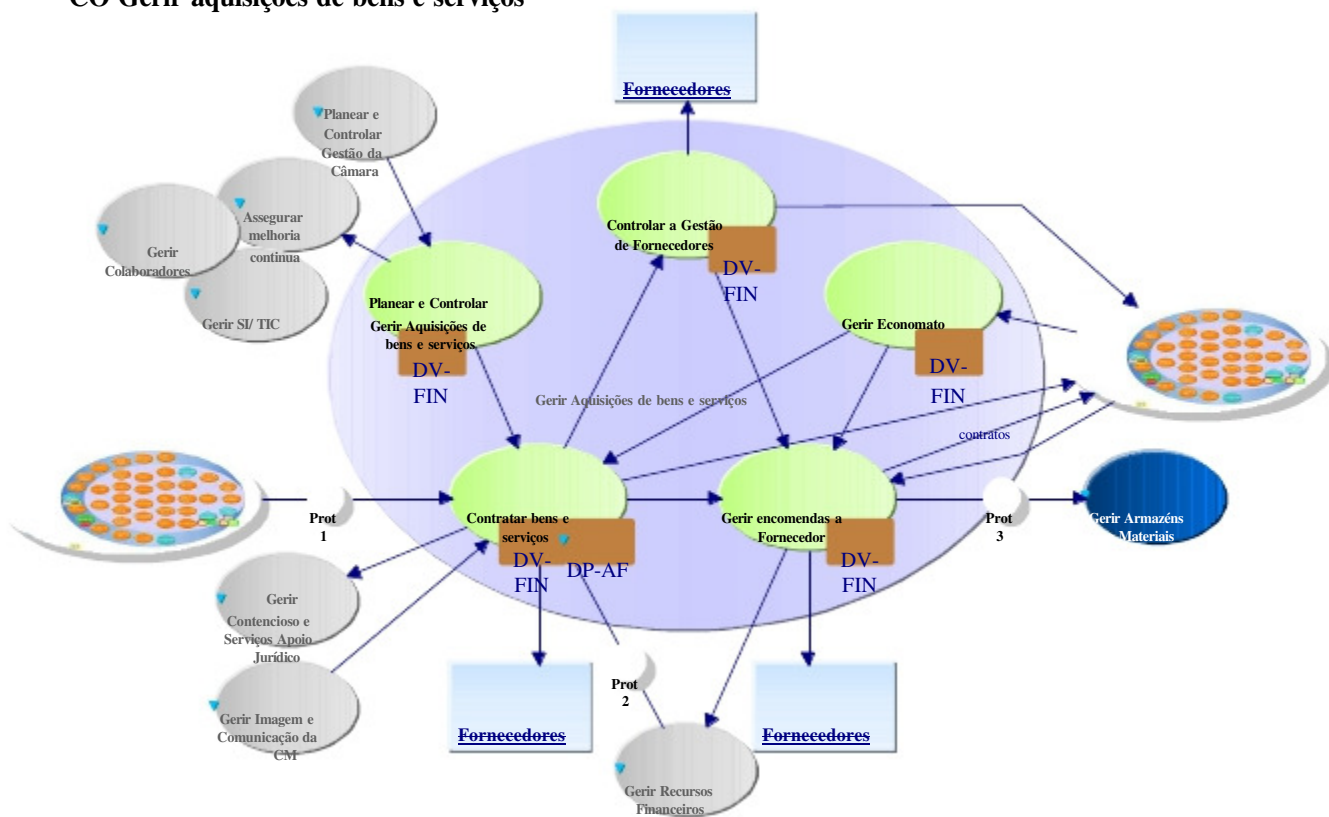 CO Gerir aquisições de bens e serviços
Fornecedores
Planear e
Controlar
Gestão da
Câmara
Assegurar
melhoria
continua
Gerir
Colaboradores
Gerir SI/ TIC
Controlar a Gestão
de Fornecedores
DV-
FIN
Planear e Controlar
Gerir Aquisições de
bens e serviços
DV-
FIN
Gerir Economato
DV-
FIN
Gerir Aquisições de bens e serviços
contratos
Prot
1
Contratar bens e
serviços
DV-
FIN
DP-AF
Gerir encomendas a
Fornecedor
DV-
FIN
Prot
3
Gerir Armazéns
Materiais
Gerir
Contencioso e
Serviços Apoio
Jurídico
Gerir Imagem e
Comunicação da
CM
Fornecedores
Prot
2
Fornecedores
Gerir Recursos
Financeiros